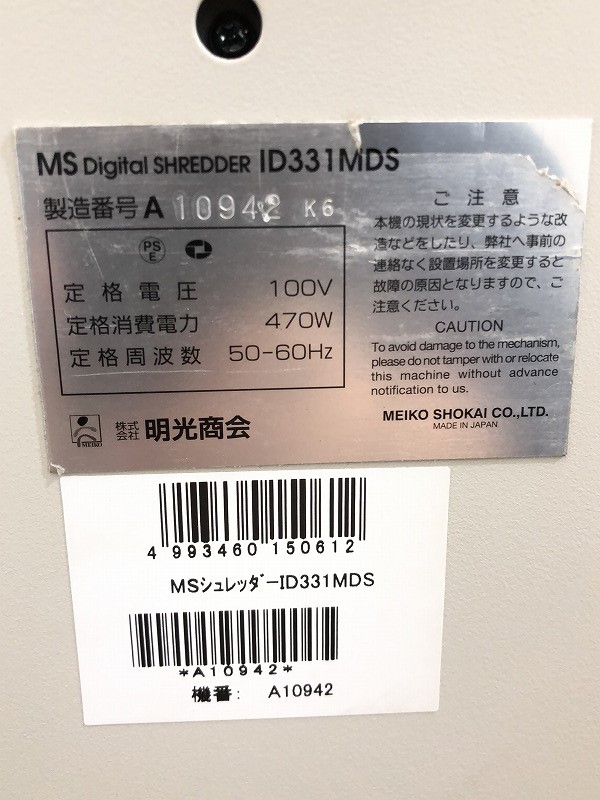 MS Digital SHREDDER ID331MDS
製造番号 A 10942 K6
PS
E
定格電圧 100V
定格消費電力 470W
定格周波数 50-60Hz
MEIKO
株式会社 明光商会
ご注意
本機の現状を変更するような改
造などをしたり、弊社へ事前の
連絡なく設置場所を変更すると
故障の原因となりますので、ご
注意ください。
CAUTION
To avoid damage to the mechanism,
please do not tamper with or relocate
this machine without advance
notification to us.
MEIKO SHOKAI CO.,LTD.
MADE IN JAPAN
4 993460 150612
MSシュレッダーID331MDS
*A10942*
機番: A10942